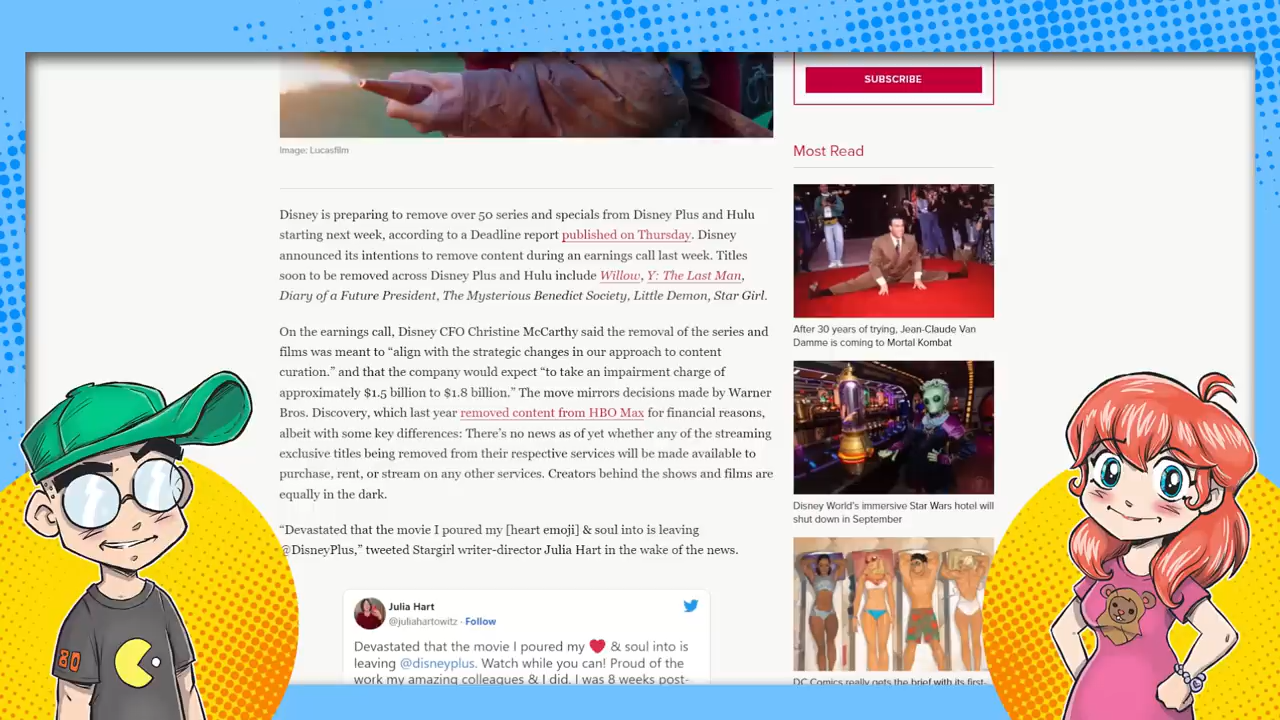 SUBSCRIBE
Image: Lucasfilm
Disney is preparing to remove over 50 series and specials from Disney Plus and Hulu
starting next week, according to a Deadline report published on Thursday. Disney
announced its intentions to remove content during an earnings call last week. Titles
soon to be removed across Disney Plus and Hulu include Willow, Y: The Last Man,
Diary of a Future President, The Mysterious Benedict Society, Little Demon, Star Girl.
On the earnings call, Disney CFO Christine McCarthy said the removal of the series and
films was meant to “align with the strategic changes in our approach to content
curation.” and that the company would expect “to take an impairment charge of
approximately $1.5 billion to $1.8 billion.” The move mirrors decisions made by Warner
Bros. Discovery, which last year removed content from HBO Max for financial reasons,
albeit with some key differences: There’s no news as of yet whether any of the streaming
exclusive titles being removed from their respective services will be made available to
purchase, rent, or stream on any other services. Creators behind the shows and films are
equally in the dark.
“Devastated that the movie I poured my [heart emoji] & soul into is leaving
@DisneyPlus,” tweeted Stargirl writer-director Julia Hart in the wake of the news.
Julia Hart
@juliahartowitz · Follow
Devastated that the movie I poured my ❤️ & soul into is
leaving @disneyplus. Watch while you can! Proud of the
work my amazing colleagues & I did. I was 8 weeks post-
Most Read
After 30 years of trying, Jean-Claude Van
Damme is coming to Mortal Kombat
Disney World’s immersive Star Wars hotel will
shut down in September
DC Comics really gets the brief with its first-
80